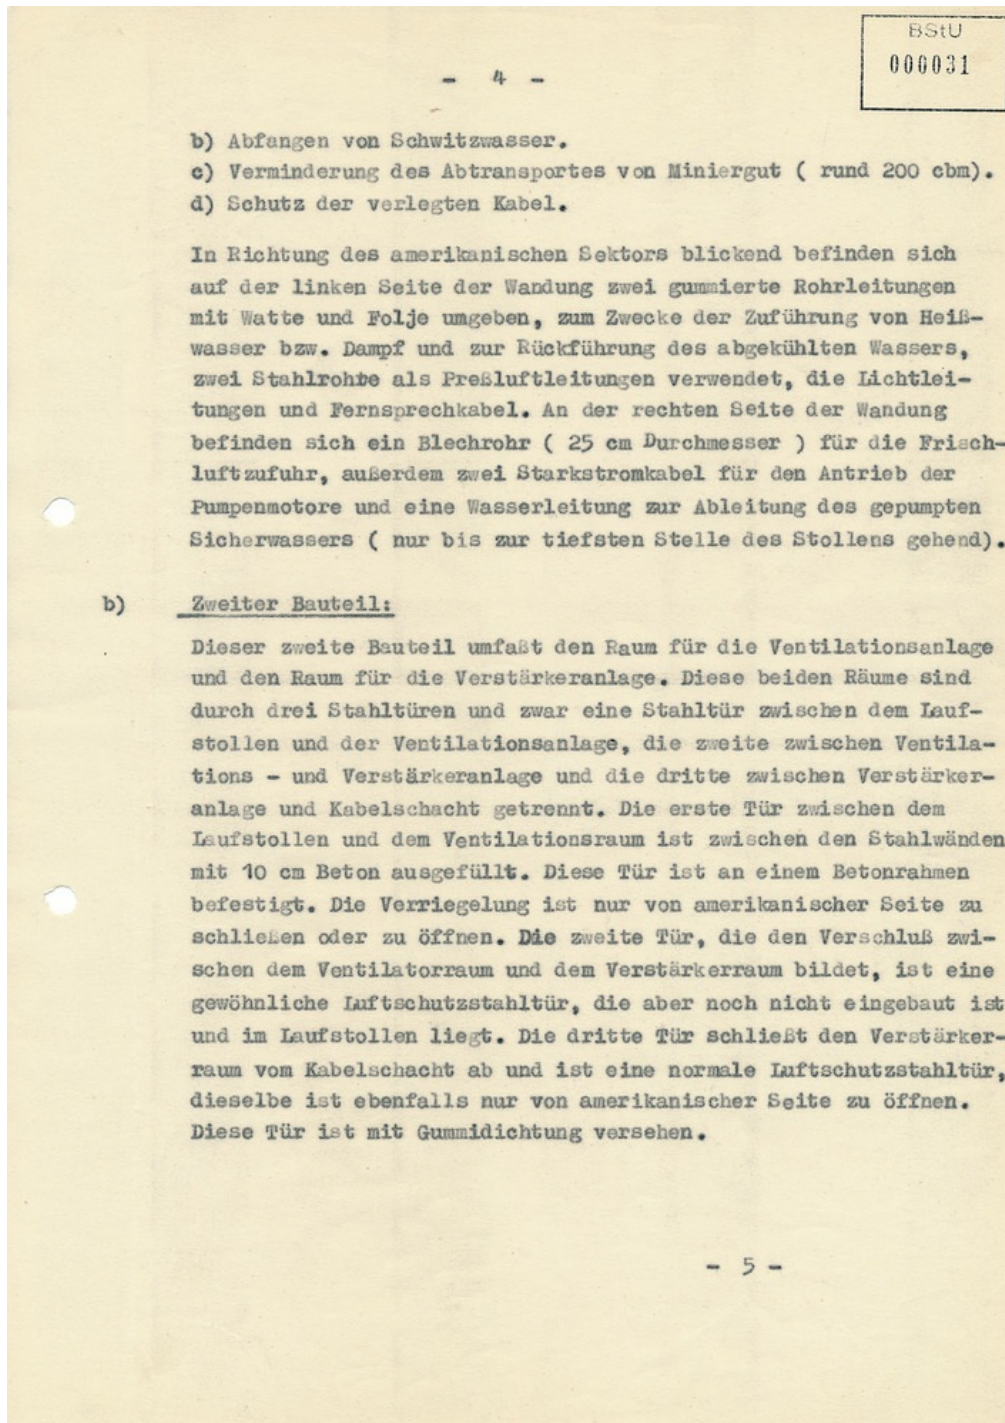 BStU
000031
- 4 -
b) Abfangen von Schwitzwasser.
c) Verminderung des Abtransportes von Miniergut ( rund 200 cbm).
d) Schutz der verlegten Kabel.
In Richtung des amerikanischen Sektors blickend befinden sich
auf der linken Seite der Wandung zwei gummierte Rohrleitungen
mit Watte und Folje umgeben, zum Zwecke der Zuführung von Heiß-
wasser bzw. Dampf und zur Rückführung des abgekühlten Wassers,
zwei Stahlrohte als Preßluftleitungen verwendet, die Lichtlei-
tungen und Fernsprechkabel. An der rechten Seite der Wandung
befinden sich ein Blechrohr ( 25 cm Durchmesser ) für die Frisch-
luftzufuhr, außerdem zwei Starkstromkabel für den Antrieb der
Pumpenmotore und eine Wasserleitung zur Ableitung des gepumpten
Sicherwassers ( nur bis zur tiefsten Stelle des Stollens gehend).
b) Zweiter Bauteil:
Dieser zweite Bauteil umfaßt den Raum für die Ventilationsanlage
und den Raum für die Verstärkeranlage. Diese beiden Räume sind
durch drei Stahltüren und zwar eine Stahltür zwischen dem Lauf-
stollen und der Ventilationsanlage, die zweite zwischen Ventila-
tions - und Verstärkeranlage und die dritte zwischen Verstärker-
anlage und Kabelschacht getrennt. Die erste Tür zwischen dem
Laufstollen und dem Ventilationsraum ist zwischen den Stahlwänden
mit 10 cm Beton ausgefüllt. Diese Tür ist an einem Betonrahmen
befestigt. Die Verriegelung ist nur von amerikanischer Seite zu
schließen oder zu öffnen. Die zweite Tür, die den Verschluß zwi-
schen dem Ventilatorraum und dem Verstärkerraum bildet, ist eine
gewöhnliche Luftschutzstahltür, die aber noch nicht eingebaut ist
und im Laufstollen liegt. Die dritte Tür schließt den Verstärker-
raum vom Kabelschacht ab und ist eine normale Luftschutzstahltür,
dieselbe ist ebenfalls nur von amerikanischer Seite zu öffnen.
Diese Tür ist mit Gummidichtung versehen.
- 5 -